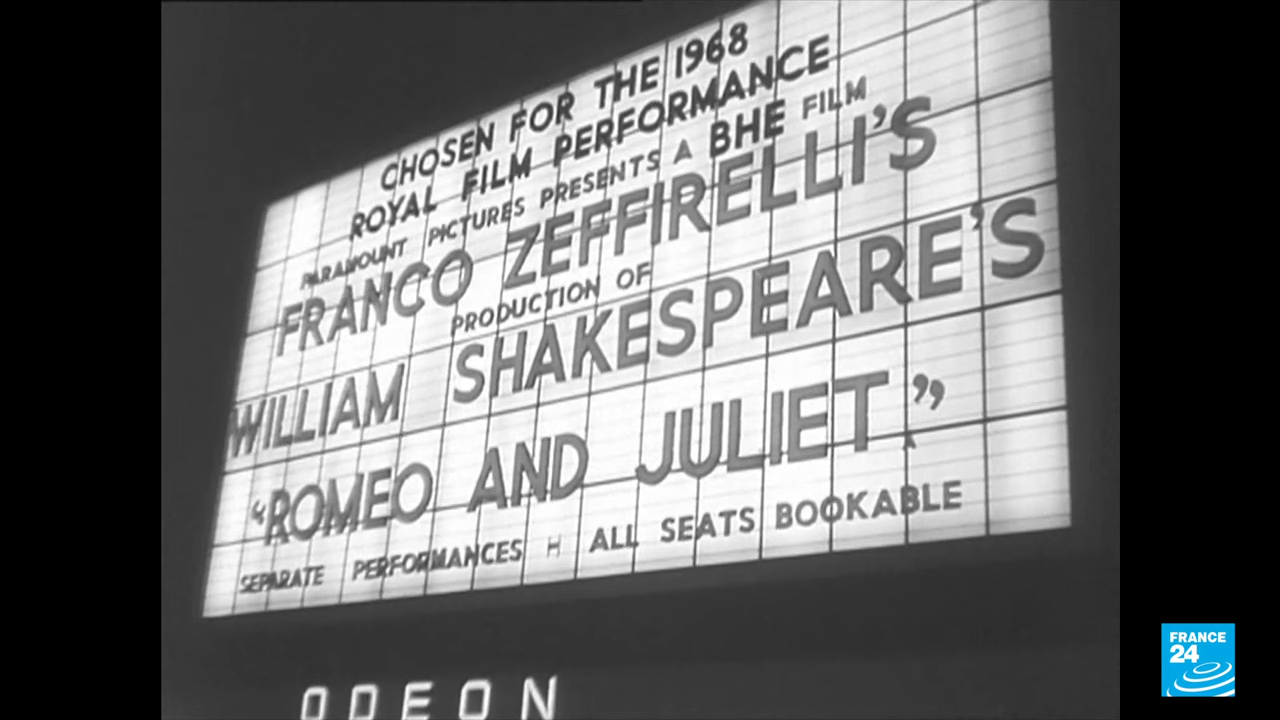 CHOSEN FOR THE 1968
ROYAL FILM PERFORMANCE
PARAMOUNT PICTURES PRESENTS A BHE FILM
FRANCO ZEFFIRELLI'S
PRODUCTION OF
WILLIAM SHAKESPEARE'S
“ROMEO AND JULIET”
SEPARATE PERFORMANCES H ALL SEATS BOOKABLE
ODEON
FRANCE
24